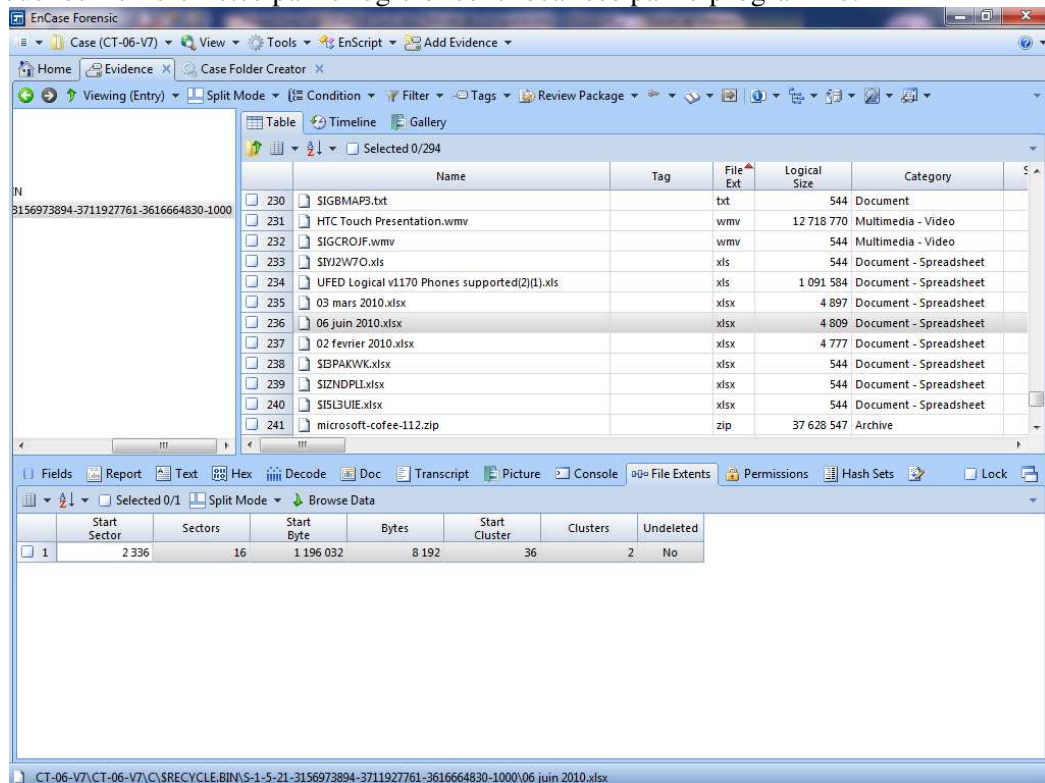 EnCase Forensic
Case (CT-06-V7) View Tools EnScript Add Evidence
Home Evidence Case Folder Creator
Viewing (Entry) Split Mode Condition Filter Tags Review Package
Table Timeline Gallery
Selected 0/294
Name Tag File Ext Logical Size Category
230 $IGBMAP3.txt txt 544 Document
231 HTC Touch Presentation.wmv wmv 12 718 770 Multimedia - Video
232 $IGCROJF.wmv wmv 544 Multimedia - Video
233 $IYJ2W7O.xls xls 544 Document - Spreadsheet
234 UFED Logical v1170 Phones supported(2)(1).xls xls 1 091 584 Document - Spreadsheet
235 03 mars 2010.xlsx xlsx 4 897 Document - Spreadsheet
236 06 juin 2010.xlsx xlsx 4 809 Document - Spreadsheet
237 02 fevrier 2010.xlsx xlsx 4 777 Document - Spreadsheet
238 $I3PAKWK.xlsx xlsx 544 Document - Spreadsheet
239 $IZNDPLI.xlsx xlsx 544 Document - Spreadsheet
240 $I5L3UIE.xlsx xlsx 544 Document - Spreadsheet
241 microsoft-cofee-112.zip zip 37 628 547 Archive
3156973894-3711927761-3616664830-1000
Fields Report Text Hex Decode Doc Transcript Picture Console File Extents Permissions Hash Sets Lock
Selected 0/1 Split Mode Browse Data
Start Sector Sectors Start Byte Bytes Start Cluster Clusters Undeleted
1 2 336 16 1 196 032 8 192 36 2 No
CT-06-V7\CT-06-V7\C\$RECYCLE.BIN\S-1-5-21-3156973894-3711927761-3616664830-1000\06 juin 2010.xlsx